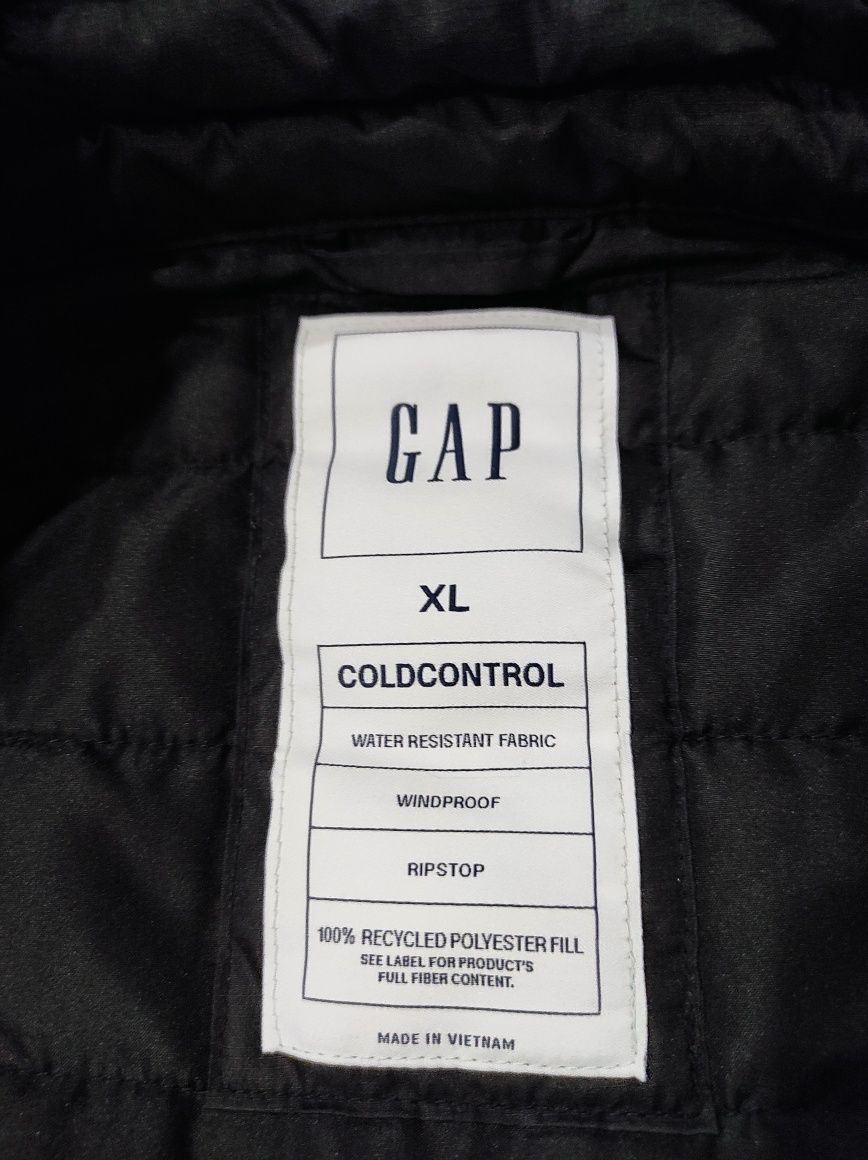 GAP
XL
COLDCONTROL
WATER RESISTANT FABRIC
WINDPROOF
RIPSTOP
100% RECYCLED POLYESTER FILL
SEE LABEL FOR PRODUCT'S
FULL FIBER CONTENT.
MADE IN VIETNAM